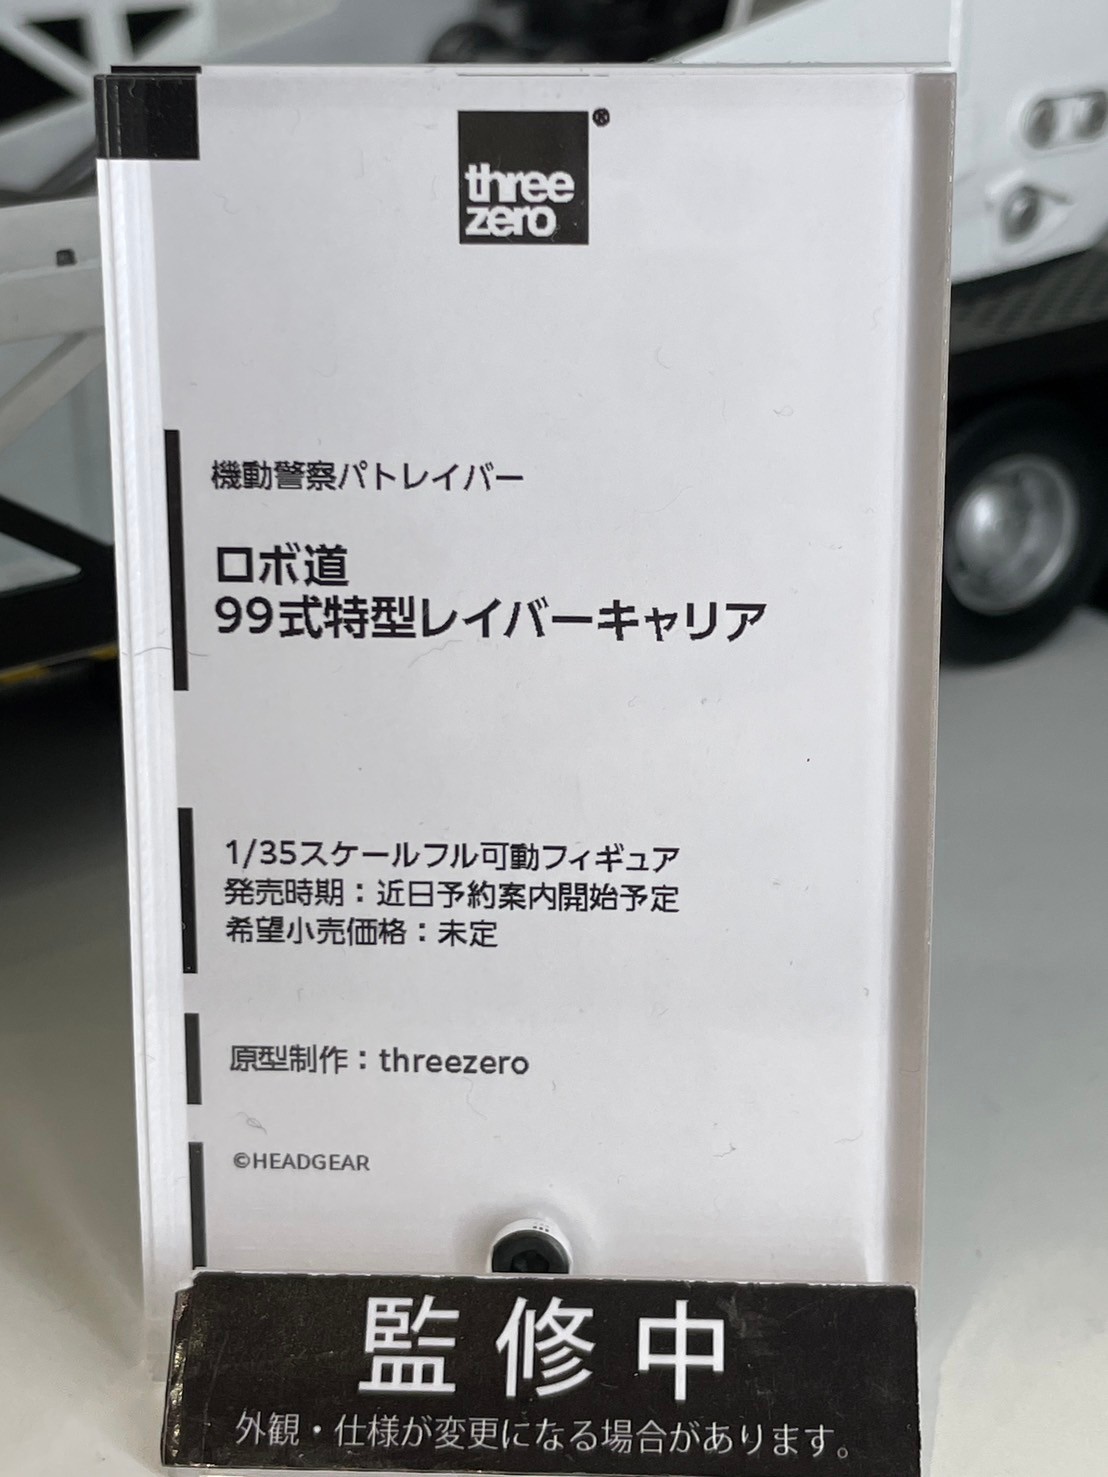 three
zero
®
機動警察パトレイバー
ロボ道
99式特型レイバーキャリア
1/35スケールフル可動フィギュア
発売時期：近日予約案内開始予定
希望小売価格：未定
原型制作：threezero
©HEADGEAR
監修中
外観・仕様が変更になる場合があります。